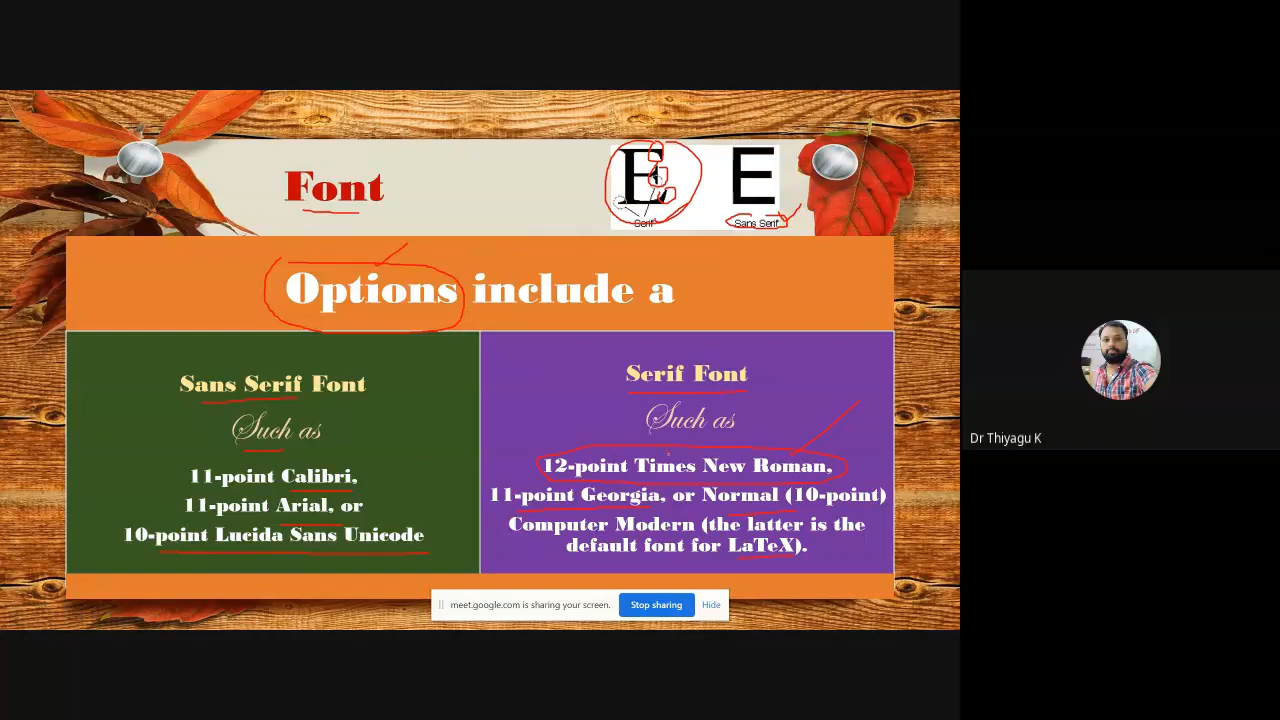 Font
Serif
Sans Serif
Options include a
Sans Serif Font
Such as
11-point Calibri,
11-point Arial, or
10-point Lucida Sans Unicode
Serif Font
Such as
12-point Times New Roman,
11-point Georgia, or Normal (10-point)
Computer Modern (the latter is the
default font for LaTeX).
E
E
meet.google.com is sharing your screen.
Stop sharing
Hide
Dr Thiyagu K